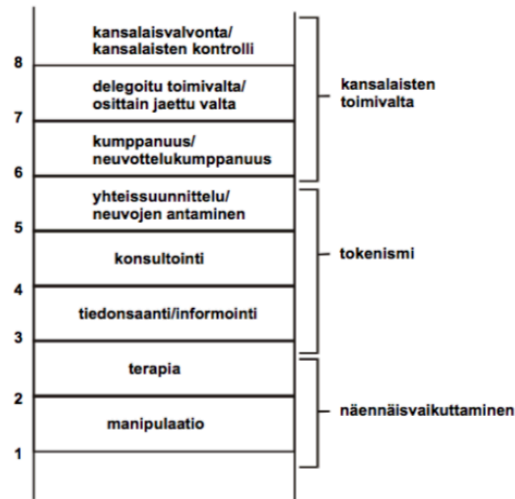 kansalaisvalvonta/
kansalaisten kontrolli
8
delegoitu toimivalta/
osittain jaettu valta
kansalaisten
toimivalta
7
kumppanuus/
neuvottelukumppanuus
6
yhteissuunnittelu/
neuvojen antaminen
5
konsultointi
tokenismi
4
tiedonsaanti/informointi
3
terapia
2
näennäisvaikuttaminen
manipulaatio
1